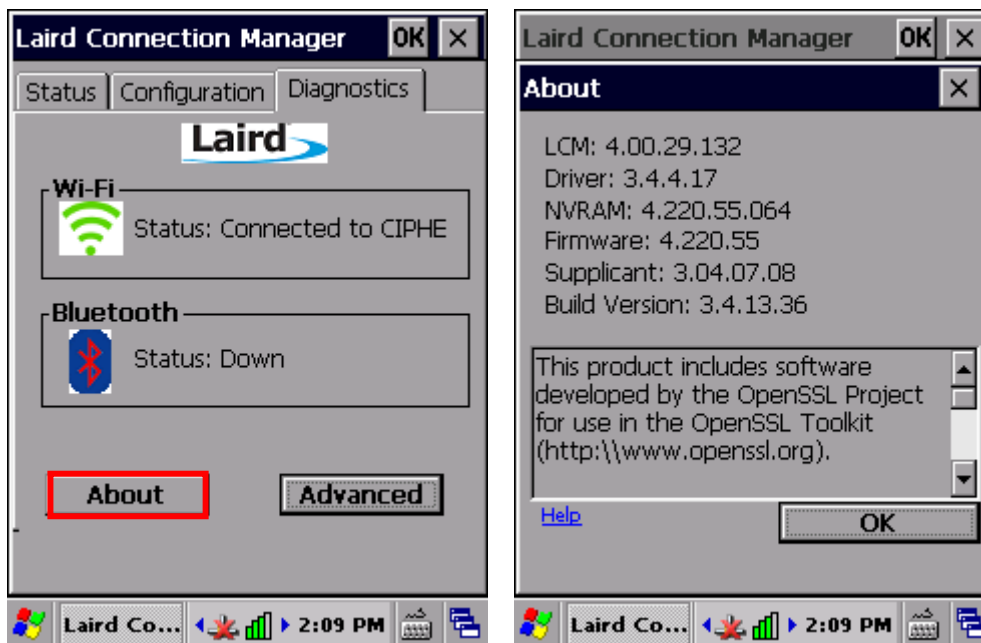 Laird Connection Manager OK
Status Configuration Diagnostics
Laird
Wi-Fi
Status: Connected to CIPHE
Bluetooth
Status: Down
About Advanced
Laird Co... 2:09 PM
Laird Connection Manager OK
About
LCM: 4.00.29.132
Driver: 3.4.4.17
NVRAM: 4.220.55.064
Firmware: 4.220.55
Supplicant: 3.04.07.08
Build Version: 3.4.13.36
This product includes software
developed by the OpenSSL Project
for use in the OpenSSL Toolkit
(http:\\www.openssl.org).
Help OK
Laird Co... 2:09 PM